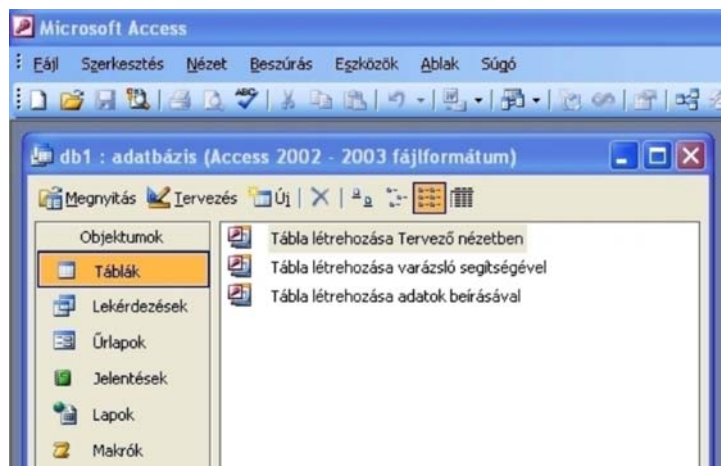 Microsoft Access
Fájl Szerkesztés Nézet Beszúrás Eszközök Ablak Súgó
db1 : adatbázis (Access 2002 - 2003 fájlformátum)
Megnyitás Tervezés Új
Objektumok
Táblák
Lekérdezések
Űrlapok
Jelentések
Lapok
Makrók
Tábla létrehozása Tervező nézetben
Tábla létrehozása varázsló segítségével
Tábla létrehozása adatok beírásával